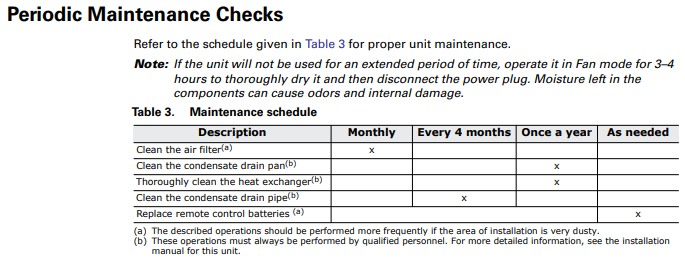 Periodic Maintenance Checks
Refer to the schedule given in Table 3 for proper unit maintenance.
Note: If the unit will not be used for an extended period of time, operate it in Fan mode for 3–4
hours to thoroughly dry it and then disconnect the power plug. Moisture left in the
components can cause odors and internal damage.
Table 3. Maintenance schedule
Description Monthly Every 4 months Once a year As needed
Clean the air filter(a) x
Clean the condensate drain pan(b) x
Thoroughly clean the heat exchanger(b) x
Clean the condensate drain pipe(b) x
Replace remote control batteries (a) x
(a) The described operations should be performed more frequently if the area of installation is very dusty.
(b) These operations must always be performed by qualified personnel. For more detailed information, see the installation
manual for this unit.